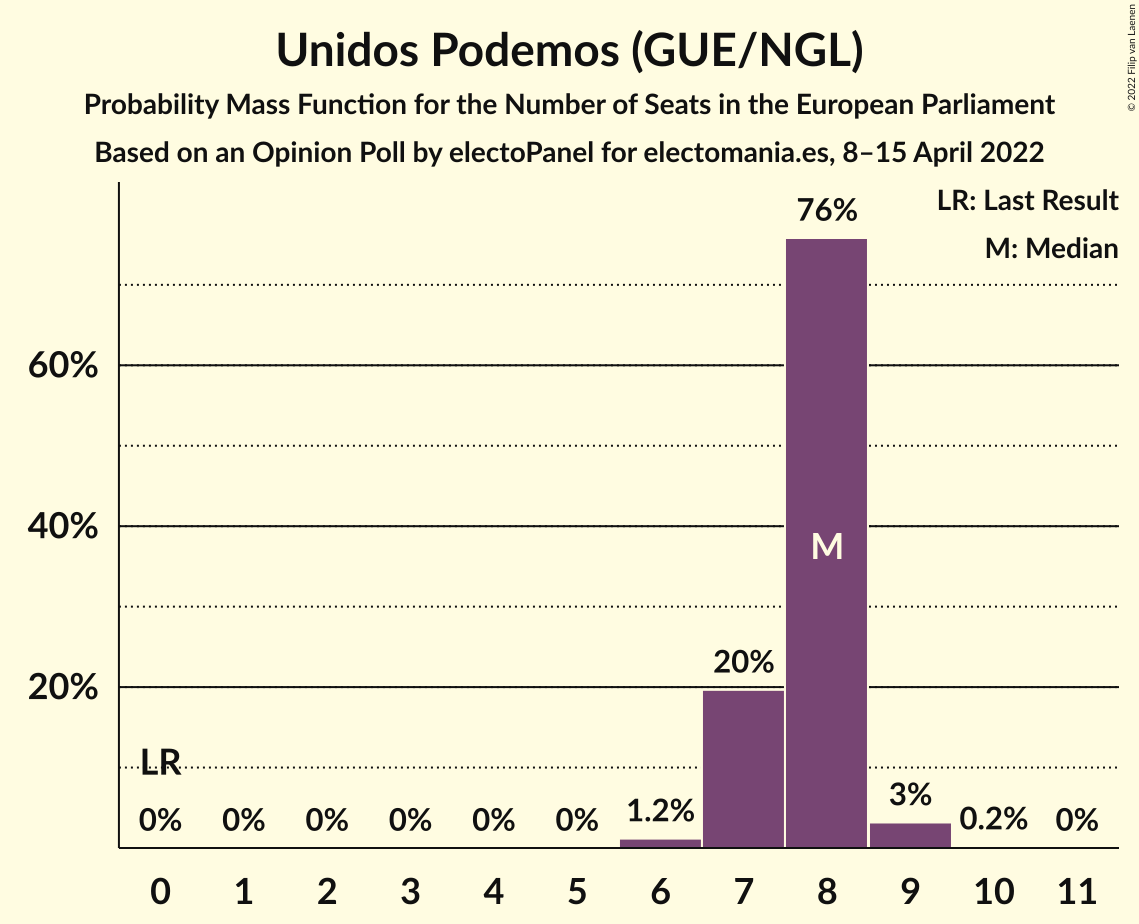 Unidos Podemos (GUE/NGL)
Probability Mass Function for the Number of Seats in the European Parliament
Based on an Opinion Poll by electoPanel for electomania.es, 8–15 April 2022
© 2022 Filip van Laenen
LR: Last Result
M: Median
76%
60%
40%
M
20%
20%
LR
0% 0% 0% 0% 0% 0% 1.2% 3% 0.2% 0%
0 1 2 3 4 5 6 7 8 9 10 11